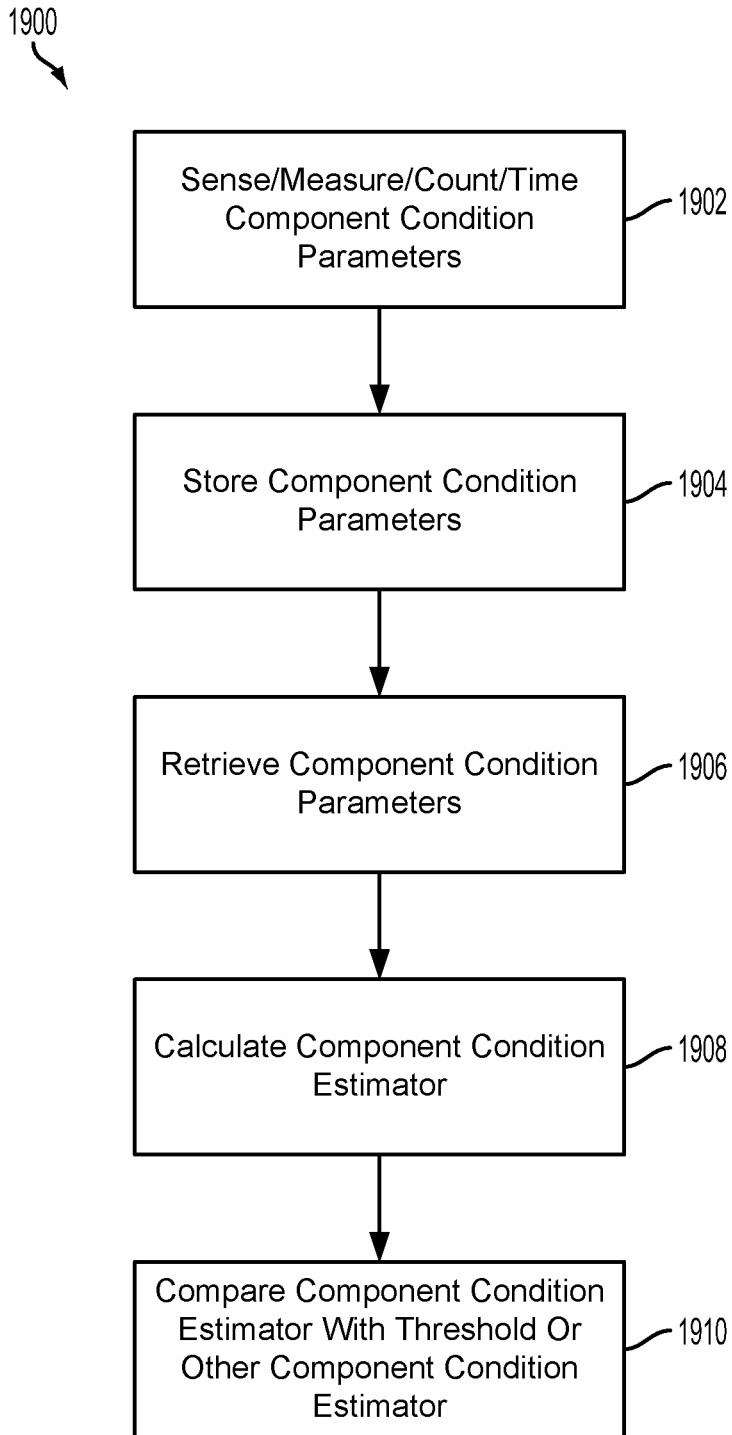 1900
Sense/Measure/Count/Time
Component Condition
Parameters
1902
Store Component Condition
Parameters
1904
Retrieve Component Condition
Parameters
1906
Calculate Component Condition
Estimator
1908
Compare Component Condition
Estimator With Threshold Or
Other Component Condition
Estimator
1910